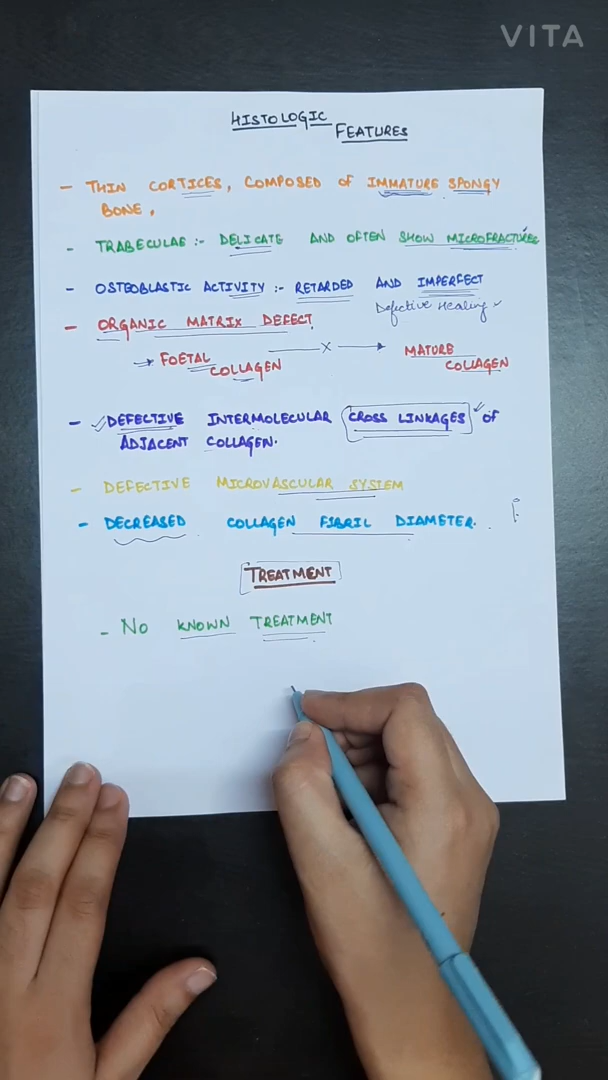 VITA
HISTOLOGIC
FEATURES
- THIN CORTICES, COMPOSED of IMMATURE SPONGY
BONE,
- TRABECULAE :- DELICATE AND OFTEN SHOW MICROFRACTURES
- OSTEOBLASTIC ACTIVITY :- RETARDED AND IMPERFECT
Defective Healing
- ORGANIC MATRIX DEFECT.
→ FOETAL COLLAGEN —x→ MATURE COLLAGEN
- DEFECTIVE INTERMOLECULAR CROSS LINKAGES of
ADJACENT COLLAGEN.
- DEFECTIVE MICROVASCULAR SYSTEM
- DECREASED COLLAGEN FIBRIL DIAMETER.
TREATMENT
- NO KNOWN TREATMENT